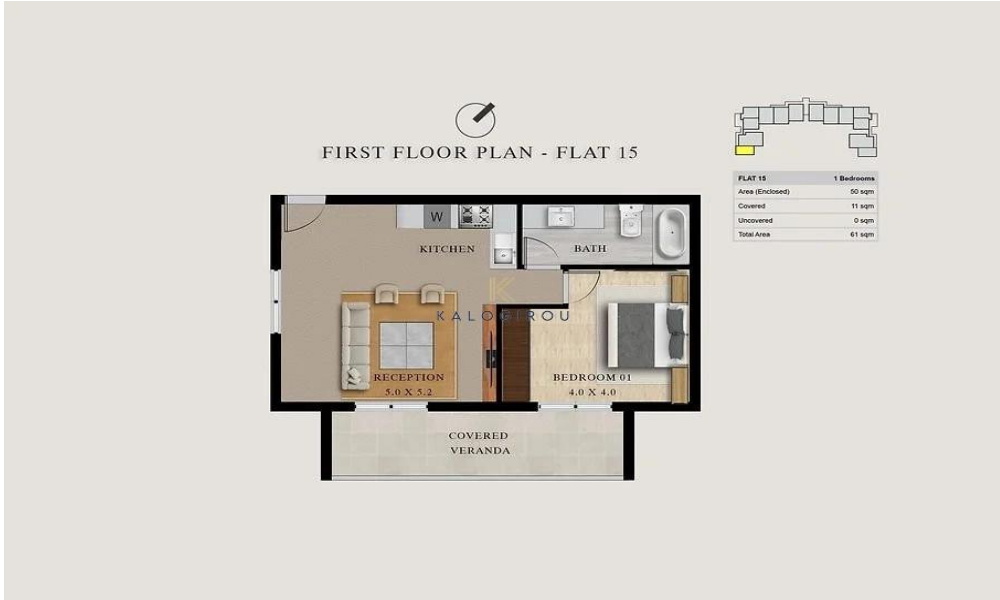 FIRST FLOOR PLAN - FLAT 15
FLAT 15 1 Bedrooms
Area (Enclosed) 50 sqm
Covered 11 sqm
Uncovered 0 sqm
Total Area 61 sqm
W
KITCHEN
BATH
K
KALOGIROU
RECEPTION
5.0 X 5.2
BEDROOM 01
4.0 X 4.0
COVERED
VERANDA